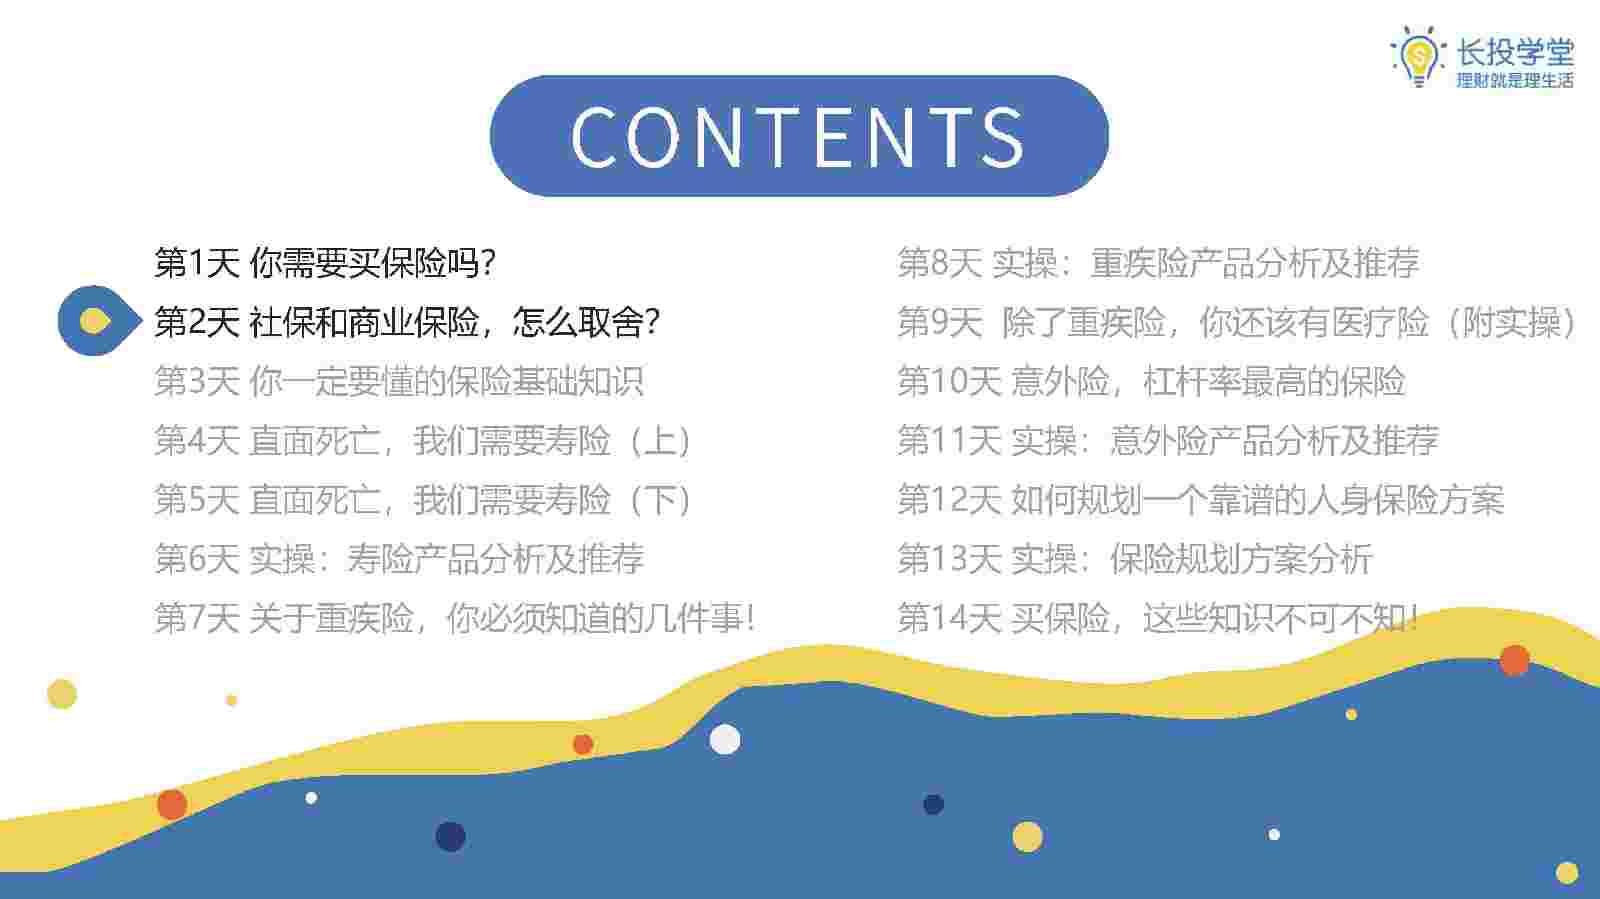 长投学堂
理财就是理生活
CONTENTS
第1天 你需要买保险吗？
第2天 社保和商业保险，怎么取舍？
第3天 你一定要懂的保险基础知识
第4天 直面死亡，我们需要寿险（上）
第5天 直面死亡，我们需要寿险（下）
第6天 实操：寿险产品分析及推荐
第7天 关于重疾险，你必须知道的几件事！
第8天 实操：重疾险产品分析及推荐
第9天 除了重疾险，你还该有医疗险（附实操）
第10天 意外险，杠杆率最高的保险
第11天 实操：意外险产品分析及推荐
第12天 如何规划一个靠谱的人身保险方案
第13天 实操：保险规划方案分析
第14天 买保险，这些知识不可不知！